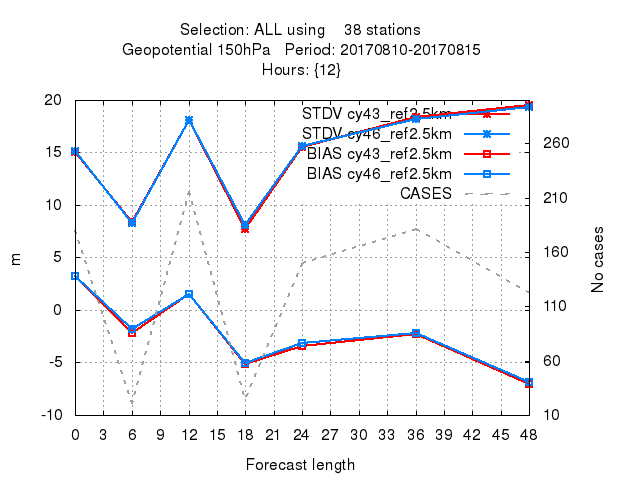 Selection: ALL using 38 stations
Geopotential 150hPa Period: 20170810-20170815
Hours: {12}
20
15
10
5
0
-5
-10
m
STDV cy43_ref2.5km
STDV cy46_ref2.5km
BIAS cy43_ref2.5km
BIAS cy46_ref2.5km
CASES
260
210
160
110
60
10
No cases
0 3 6 9 12 15 18 21 24 27 30 33 36 39 42 45 48
Forecast length